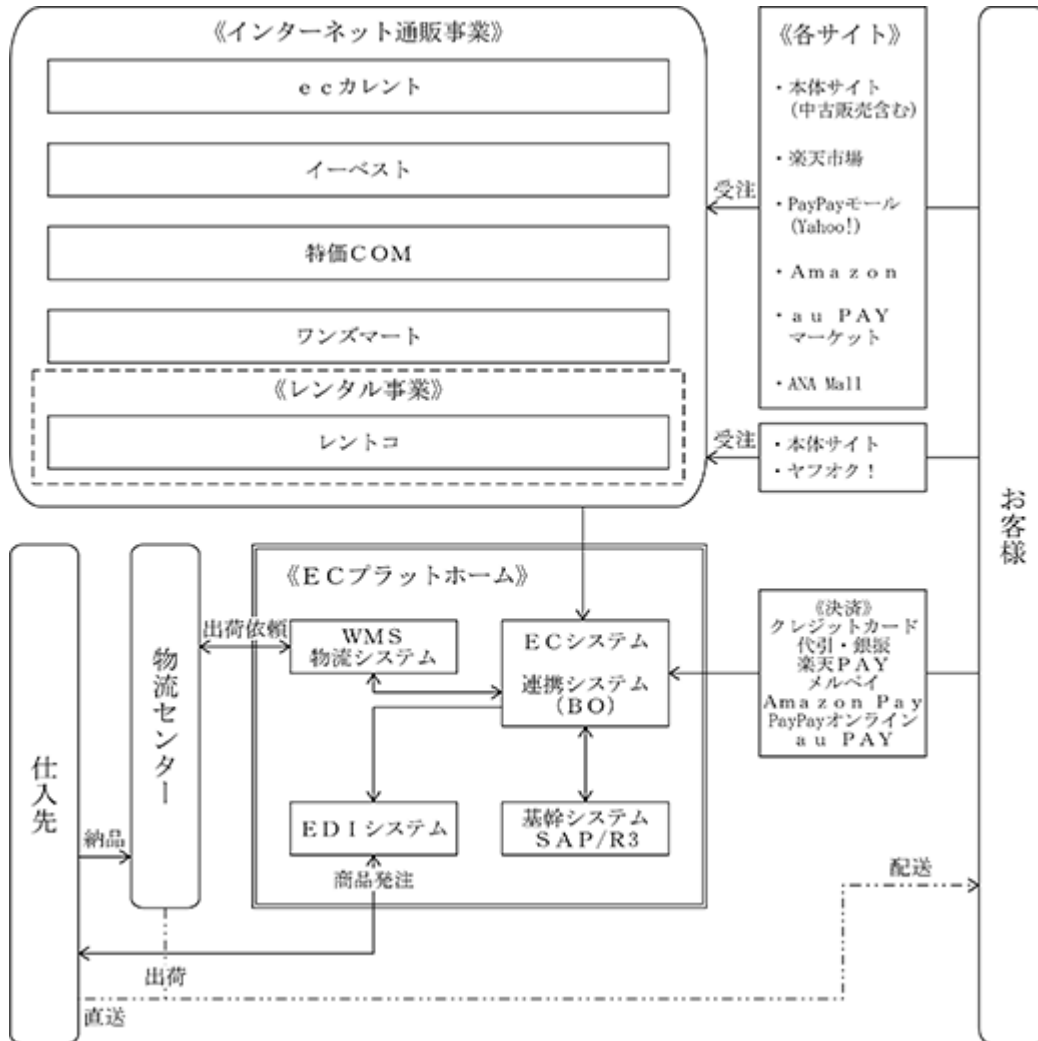 《インターネット通販事業》
ｅｃカレント
イーベスト
特価ＣＯＭ
ワンズマート
《レンタル事業》
レントコ
受注
受注
《各サイト》
・本体サイト
(中古販売含む)
・楽天市場
・PayPayモール
(Yahoo!)
・Ａｍａｚｏｎ
・ａｕ ＰＡＹ
マーケット
・ANA Mall
・本体サイト
・ヤフオク！
お客様
《ＥＣプラットホーム》
出荷依頼
ＷＭＳ
物流システム
ＥＣシステム
連携システム
（ＢＯ）
ＥＤＩシステム
基幹システム
ＳＡＰ/Ｒ３
商品発注
《決済》
クレジットカード
代引・銀振
楽天ＰＡＹ
メルペイ
Ａｍａｚｏｎ Ｐａｙ
PayPayオンライン
ａｕ ＰＡＹ
物流センター
仕入先
納品
配送
出荷
直送